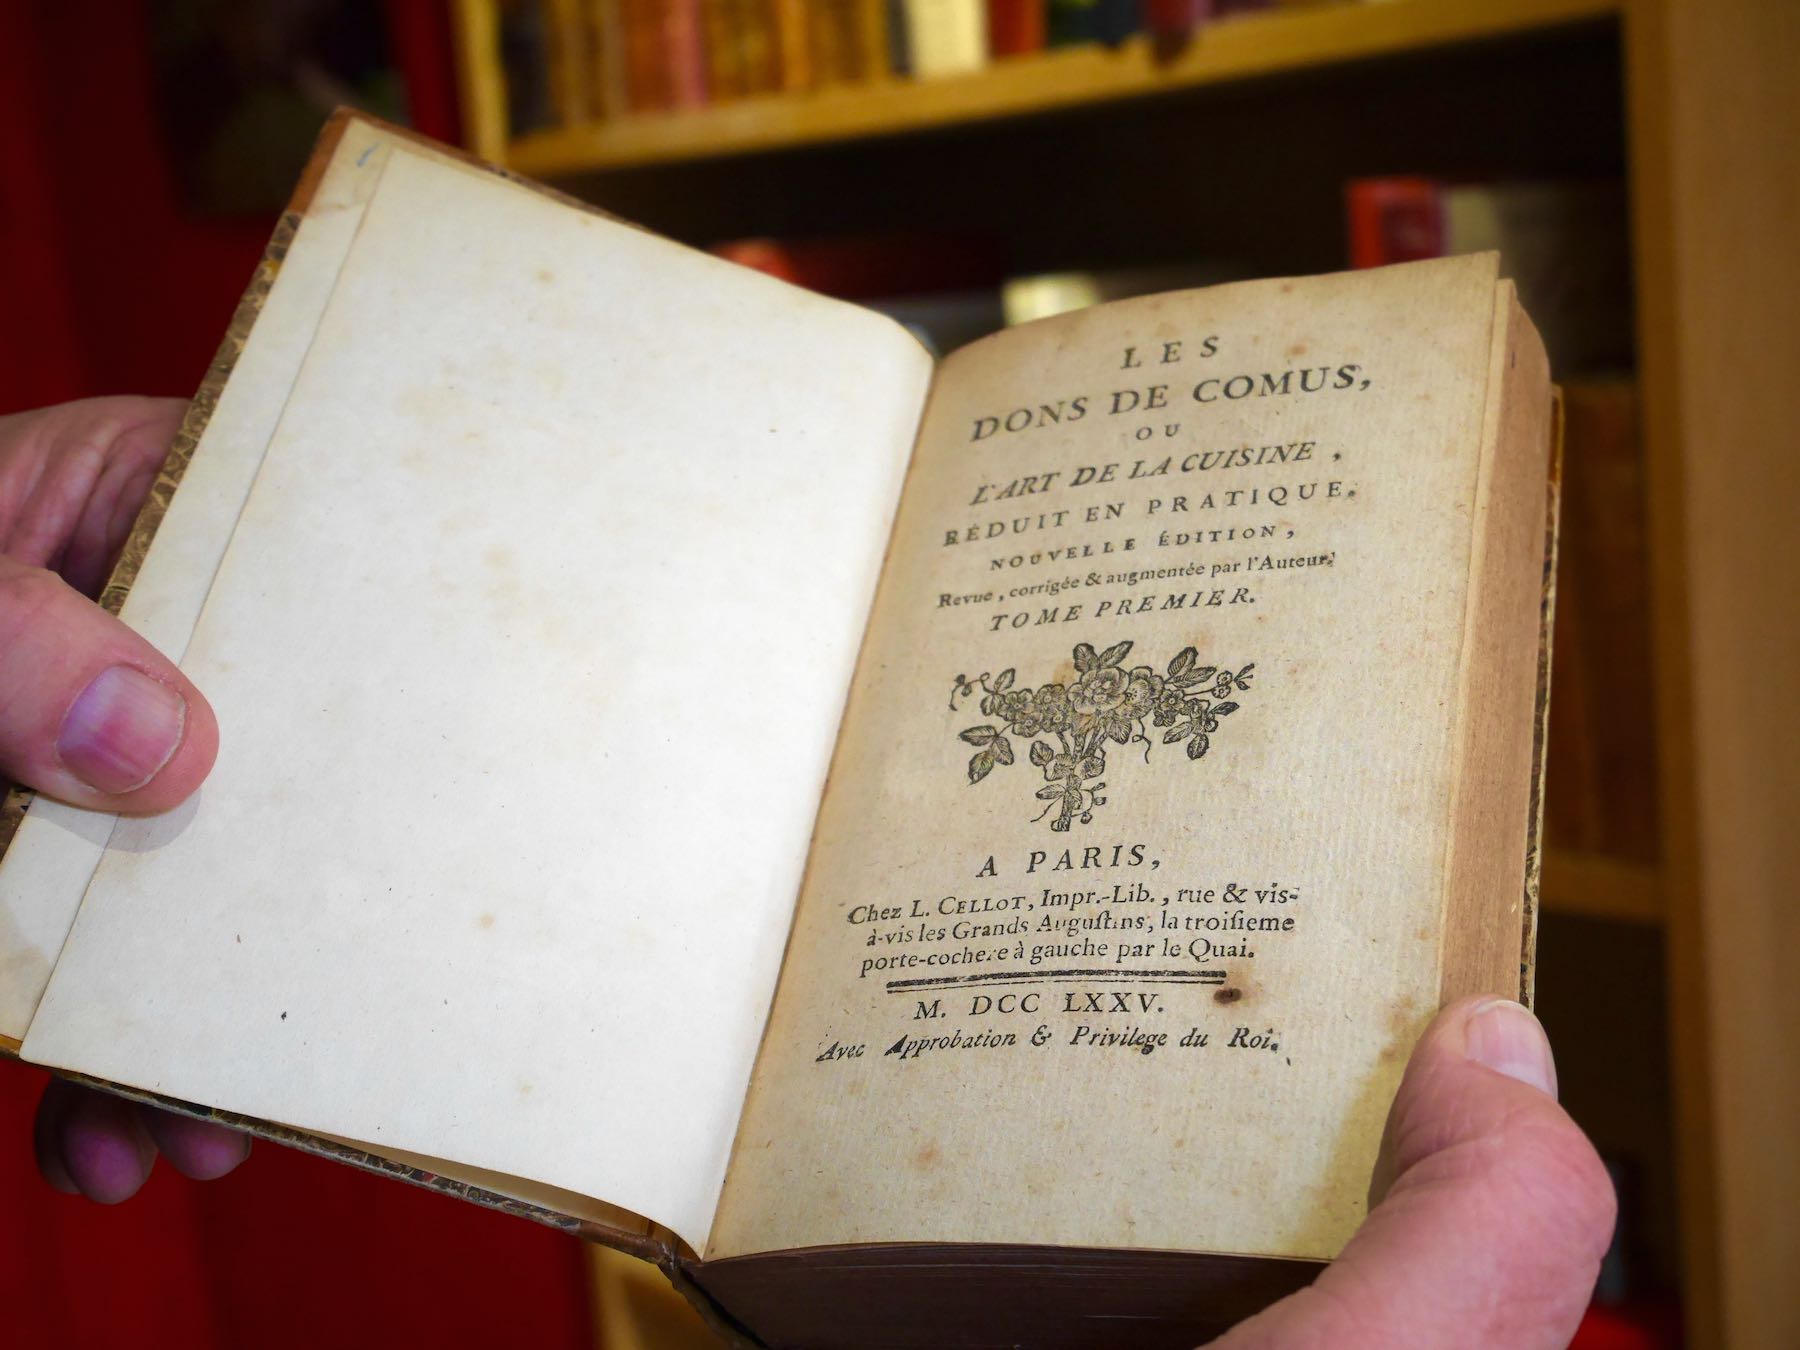 LES
DONS DE COMUS,
OU
L'ART DE LA CUISINE,
RÉDUIT EN PRATIQUE.
NOUVELLE ÉDITION,
Revue, corrigée & augmentée par l'Auteur.
TOME PREMIER.
A PARIS,
Chez L. CELLOT, Impr.-Lib., rue & vis-
à-vis les Grands Auguſtins, la troiſieme
porte-cochere à gauche par le Quai.
M. DCC LXXV.
Avec Approbation & Privilege du Roi.